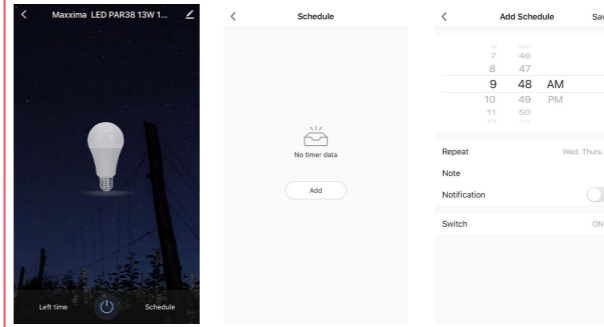 Maxxima LED PAR38 13W 1...
Left time
Schedule
Schedule
No timer data
Add
Add Schedule
Sav
7 46
8 47
9 48 AM
10 49 PM
11 50
Repeat
Wed. Thurs.
Note
Notification
Switch
ON